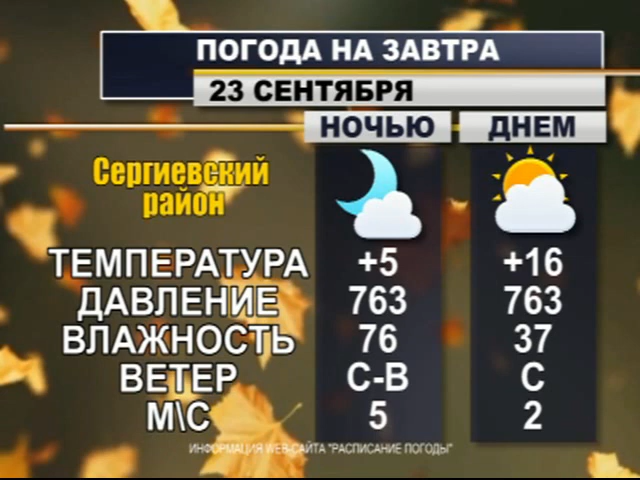 ПОГОДА НА ЗАВТРА
23 СЕНТЯБРЯ
НОЧЬЮ ДНЕМ
Сергиевский
район
ТЕМПЕРАТУРА +5 +16
ДАВЛЕНИЕ 763 763
ВЛАЖНОСТЬ 76 37
ВЕТЕР С-В С
М\С 5 2
ИНФОРМАЦИЯ WEB-САЙТА "РАСПИСАНИЕ ПОГОДЫ"